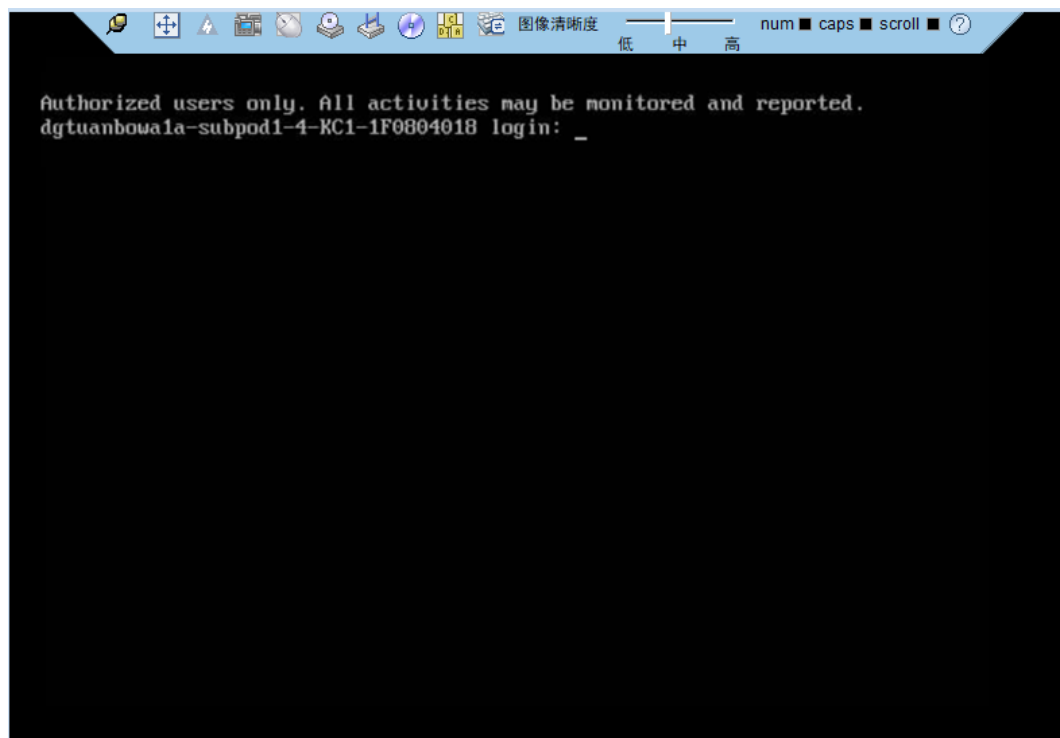 图像清晰度 低 中 高 num caps scroll ?
Authorized users only. All activities may be monitored and reported.
dgtuanbowa1a-subpod1-4-KC1-1F0804018 login: _